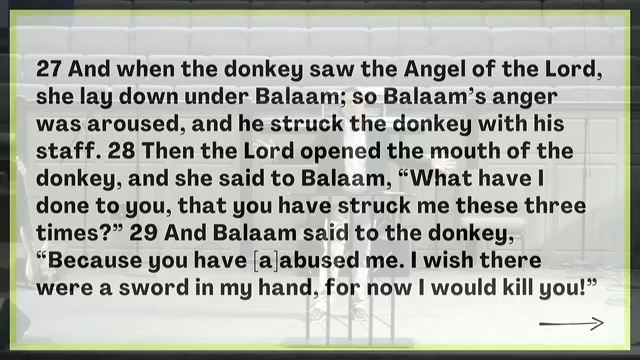 27 And when the donkey saw the Angel of the Lord,
she lay down under Balaam; so Balaam’s anger
was aroused, and he struck the donkey with his
staff. 28 Then the Lord opened the mouth of the
donkey, and she said to Balaam, “What have I
done to you, that you have struck me these three
times?” 29 And Balaam said to the donkey,
“Because you have [a]abused me. I wish there
were a sword in my hand, for now I would kill you!”